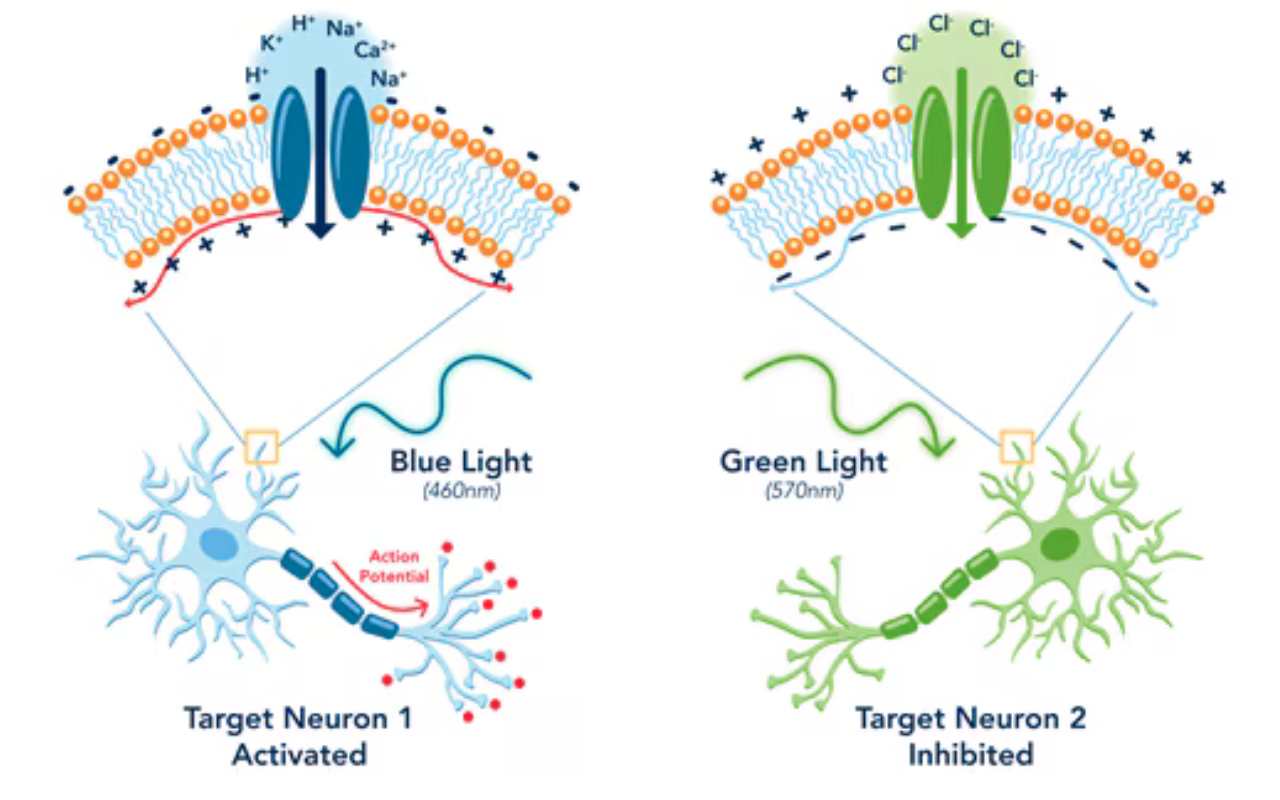 H⁺
Na⁺
K⁺
Ca²⁺
H⁺
Na⁺
Cl⁻
Cl⁻
Cl⁻
Cl⁻
Cl⁻
Cl⁻
Blue Light
(460nm)
Green Light
(570nm)
Action
Potential
Target Neuron 1
Activated
Target Neuron 2
Inhibited